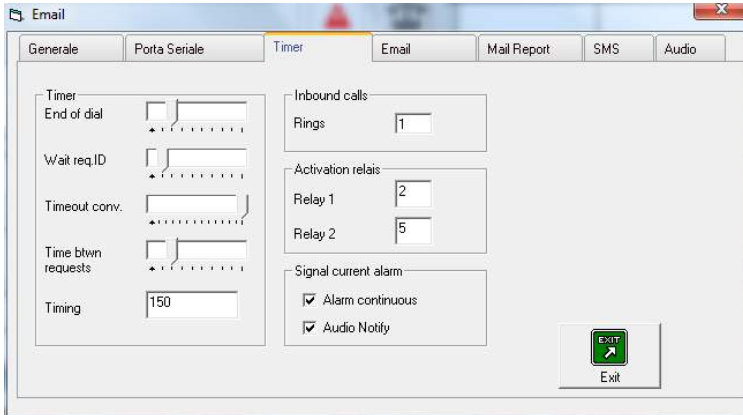 Email
Generale
Porta Seriale
Timer
Email
Mail Report
SMS
Audio
Timer
End of dial
Wait req.ID
Timeout conv.
Time btwn
requests
Timing
150
Inbound calls
Rings
1
Activation relais
Relay 1
2
Relay 2
5
Signal current alarm
Alarm continuous
Audio Notify
EXIT
Exit